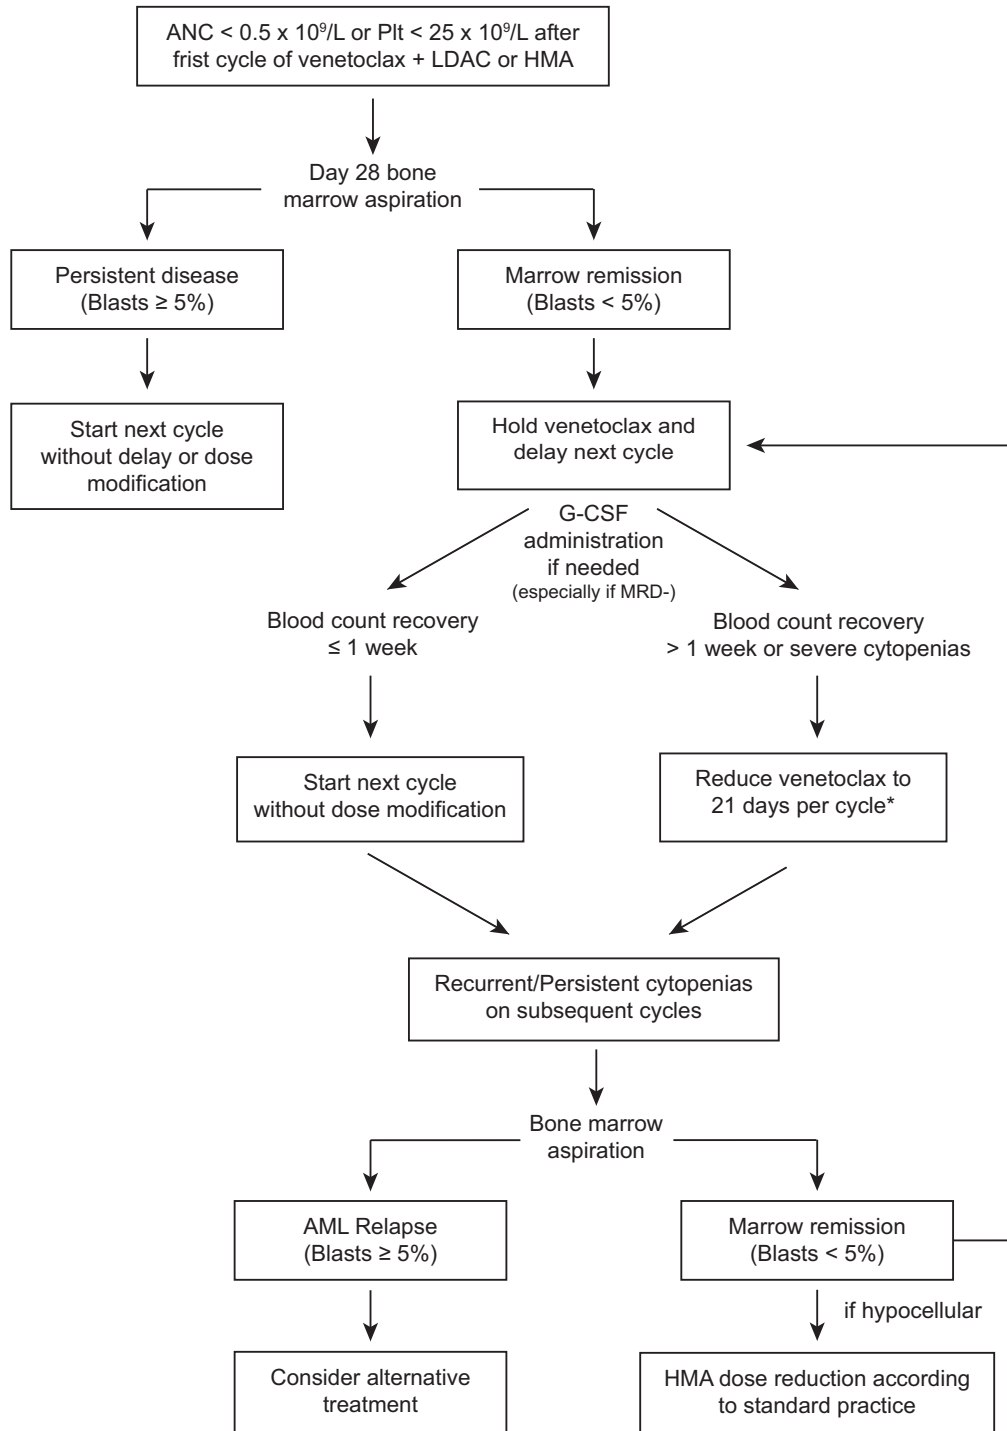 ANC < 0.5 x 10⁹/L or Plt < 25 x 10⁹/L after
frist cycle of venetoclax + LDAC or HMA
Day 28 bone
marrow aspiration
Persistent disease
(Blasts ≥ 5%)
Marrow remission
(Blasts < 5%)
Start next cycle
without delay or dose
modification
Hold venetoclax and
delay next cycle
G-CSF
administration
if needed
(especially if MRD-)
Blood count recovery
≤ 1 week
Blood count recovery
> 1 week or severe cytopenias
Start next cycle
without dose modification
Reduce venetoclax to
21 days per cycle*
Recurrent/Persistent cytopenias
on subsequent cycles
Bone marrow
aspiration
AML Relapse
(Blasts ≥ 5%)
Marrow remission
(Blasts < 5%)
if hypocellular
Consider alternative
treatment
HMA dose reduction according
to standard practice